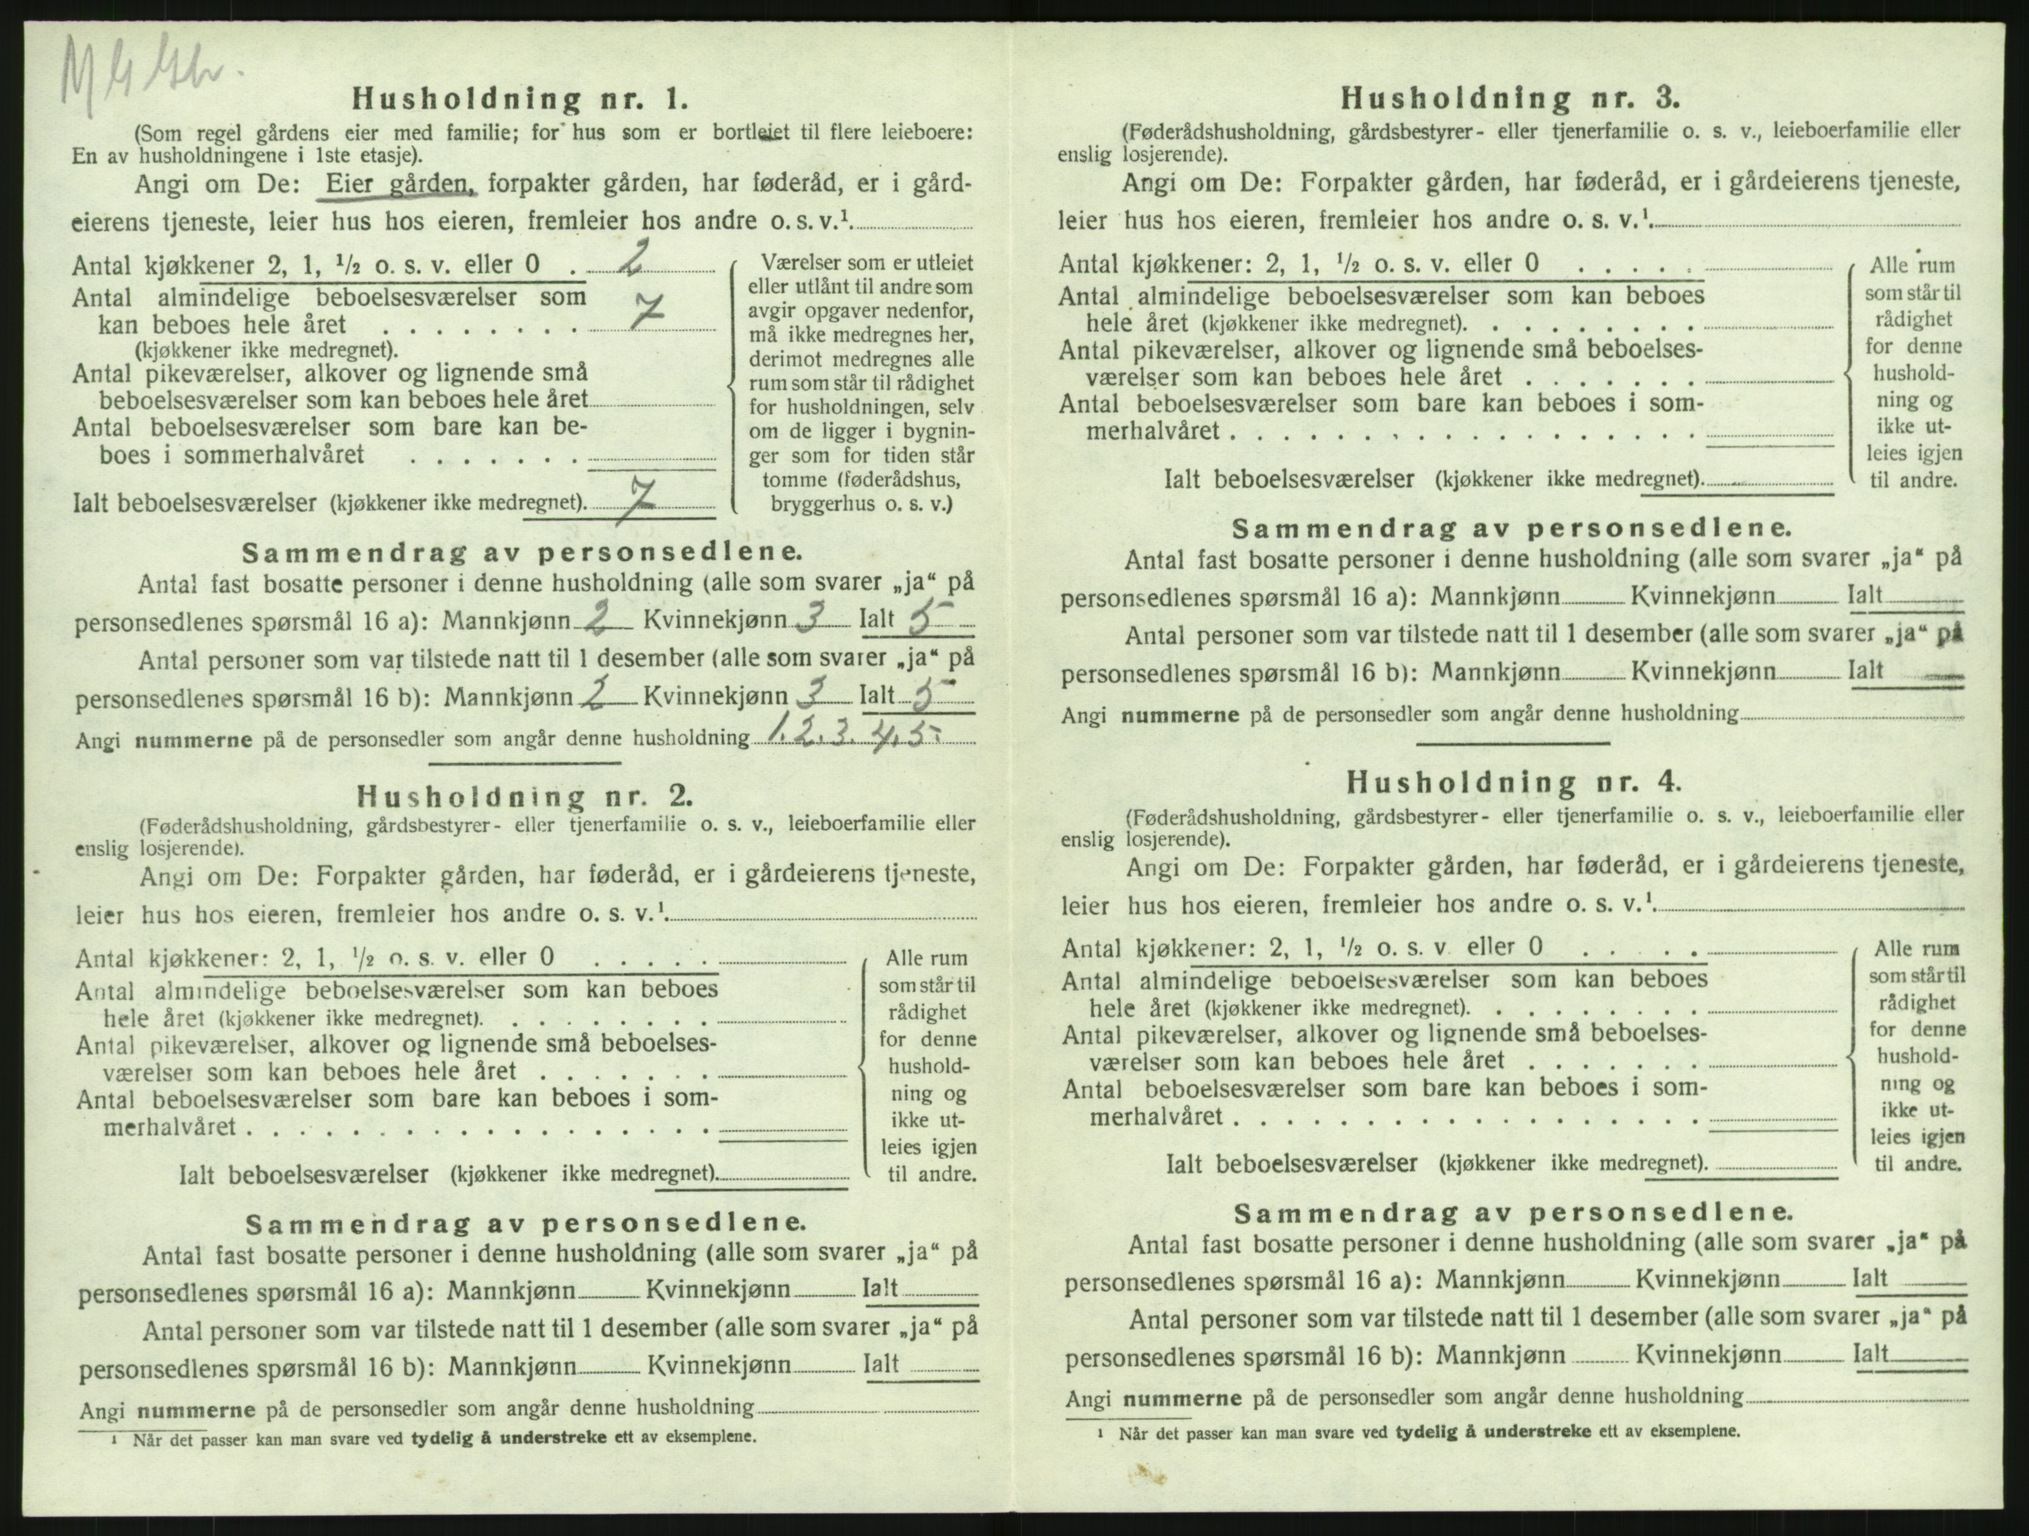 Husholdning nr. 1.
(Som regel gårdens eier med familie; for hus som er bortleiet til flere leieboere:
En av husholdningene i 1ste etasje).
Angi om De: Eier gården, forpakter gården, har føderåd, er i gård-
eierens tjeneste, leier hus hos eieren, fremleier hos andre o. s. v.¹.
Antal kjøkkener 2, 1, ½ o. s. v. eller 0 . 2
Antal almindelige beboelsesværelser som
kan beboes hele året . . . . . . . . 7
(kjøkkener ikke medregnet).
Antal pikeværelser, alkover og lignende små
beboelsesværelser som kan beboes hele året
Antal beboelsesværelser som bare kan be-
boes i sommerhalvåret . . . . . . .
Ialt beboelsesværelser (kjøkkener ikke medregnet). 7
Værelser som er utleiet
eller utlånt til andre som
avgir opgaver nedenfor,
må ikke medregnes her,
derimot medregnes alle
rum som står til rådighet
for husholdningen, selv
om de ligger i bygnin-
ger som for tiden står
tomme (føderådshus,
bryggerhus o. s. v.)
Sammendrag av personsedlene.
Antal fast bosatte personer i denne husholdning (alle som svarer „ja“ på
personsedlenes spørsmål 16 a): Mannkjønn 2 Kvinnekjønn 3 Ialt 5
Antal personer som var tilstede natt til 1 desember (alle som svarer „ja“ på
personsedlenes spørsmål 16 b): Mannkjønn 2 Kvinnekjønn 3 Ialt 5
Angi nummerne på de personsedler som angår denne husholdning 1. 2. 3. 4. 5.
Husholdning nr. 2.
(Føderådshusholdning, gårdsbestyrer- eller tjenerfamilie o. s. v., leieboerfamilie eller
enslig losjerende).
Angi om De: Forpakter gården, har føderåd, er i gårdeierens tjeneste,
leier hus hos eieren, fremleier hos andre o. s. v.¹.
Antal kjøkkener: 2, 1, ½ o. s. v. eller 0 . . . . .
Antal almindelige beboelsesværelser som kan beboes
hele året (kjøkkener ikke medregnet). . . . . . . . .
Antal pikeværelser, alkover og lignende små beboelses-
værelser som kan beboes hele året . . . . . . .
Antal beboelsesværelser som bare kan beboes i som-
merhalvåret . . . . . . . . . . . . . . . . . .
Ialt beboelsesværelser (kjøkkener ikke medregnet).
Alle rum
som står til
rådighet
for denne
hushold-
ning og
ikke ut-
leies igjen
til andre.
Sammendrag av personsedlene.
Antal fast bosatte personer i denne husholdning (alle som svarer „ja“ på
personsedlenes spørsmål 16 a): Mannkjønn Kvinnekjønn Ialt
Antal personer som var tilstede natt til 1 desember (alle som svarer „ja“ på
personsedlenes spørsmål 16 b): Mannkjønn Kvinnekjønn Ialt
Angi nummerne på de personsedler som angår denne husholdning
¹ Når det passer kan man svare ved tydelig å understreke ett av eksemplene.
Husholdning nr. 3.
(Føderådshusholdning, gårdsbestyrer- eller tjenerfamilie o. s. v., leieboerfamilie eller
enslig losjerende).
Angi om De: Forpakter gården, har føderåd, er i gårdeierens tjeneste,
leier hus hos eieren, fremleier hos andre o. s. v.¹.
Antal kjøkkener: 2, 1, ½ o. s. v. eller 0 . . . . .
Antal almindelige beboelsesværelser som kan beboes
hele året (kjøkkener ikke medregnet). . . . . . . . .
Antal pikeværelser, alkover og lignende små beboelses-
værelser som kan beboes hele året . . . . . . .
Antal beboelsesværelser som bare kan beboes i som-
merhalvåret . . . . . . . . . . . . . . . . . .
Ialt beboelsesværelser (kjøkkener ikke medregnet).
Alle rum
som står til
rådighet
for denne
hushold-
ning og
ikke ut-
leies igjen
til andre.
Sammendrag av personsedlene.
Antal fast bosatte personer i denne husholdning (alle som svarer „ja“ på
personsedlenes spørsmål 16 a): Mannkjønn Kvinnekjønn Ialt
Antal personer som var tilstede natt til 1 desember (alle som svarer „ja“ på
personsedlenes spørsmål 16 b): Mannkjønn Kvinnekjønn Ialt
Angi nummerne på de personsedler som angår denne husholdning
Husholdning nr. 4.
(Føderådshusholdning, gårdsbestyrer- eller tjenerfamilie o. s. v., leieboerfamilie eller
enslig losjerende).
Angi om De: Forpakter gården, har føderåd, er i gårdeierens tjeneste,
leier hus hos eieren, fremleier hos andre o. s. v.¹.
Antal kjøkkener: 2, 1, ½ o. s. v eller 0 . . . . .
Antal almindelige beboelsesværelser som kan beboes
hele året (kjøkkener ikke medregnet). . . . . . . . .
Antal pikeværelser, alkover og lignende små beboelses-
værelser som kan beboes hele året . . . . . . .
Antal beboelsesværelser som bare kan beboes i som-
merhalvåret . . . . . . . . . . . . . . . . . .
Ialt beboelsesværelser (kjøkkener ikke medregnet).
Alle rum
som står til
rådighet
for denne
hushold-
ning og
ikke ut-
leies igjen
til andre.
Sammendrag av personsedlene.
Antal fast bosatte personer i denne husholdning (alle som svarer „ja“ på
personsedlenes spørsmål 16 a): Mannkjønn Kvinnekjønn Ialt
Antal personer som var tilstede natt til 1 desember (alle som svarer „ja“ på
personsedlenes spørsmål 16 b): Mannkjønn Kvinnekjønn Ialt
Angi nummerne på de personsedler som angår denne husholdning
¹ Når det passer kan man svare ved tydelig å understreke ett av eksemplene.